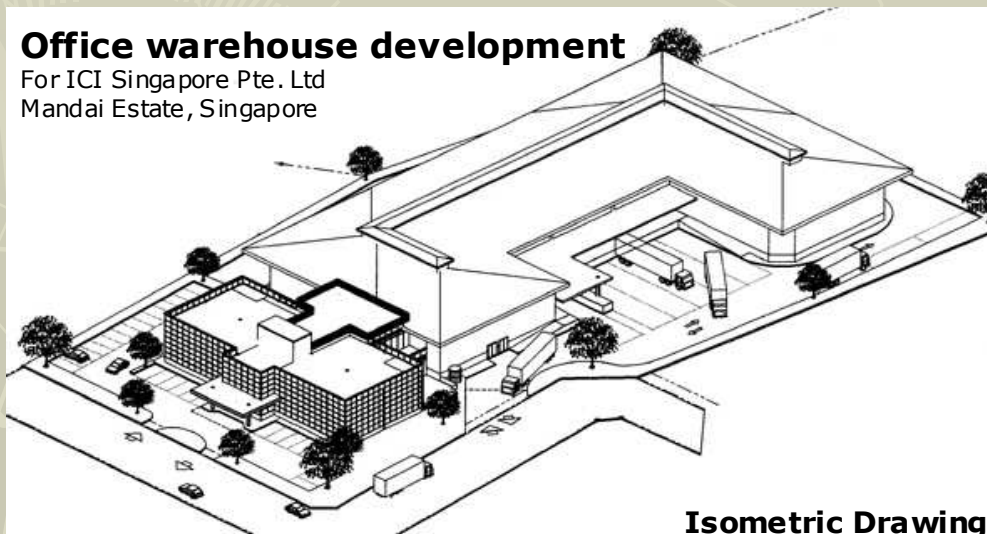 Office warehouse development
For ICI Singapore Pte. Ltd
Mandai Estate, Singapore
Isometric Drawing